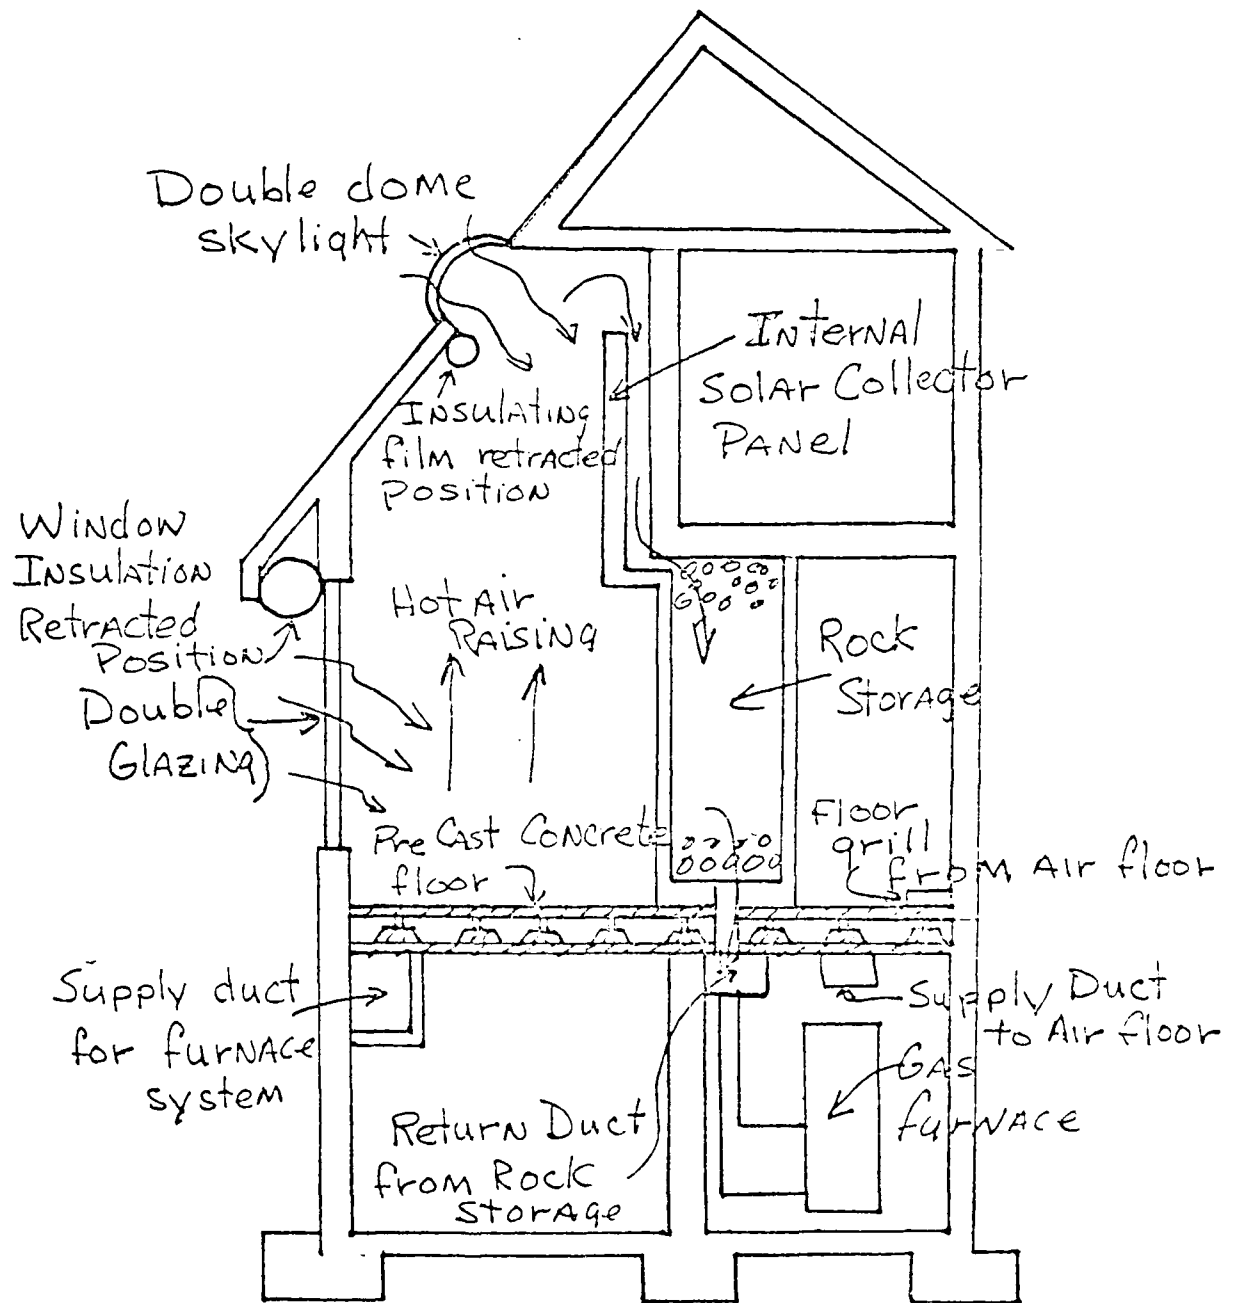 Double dome
skylight
Internal
Solar Collector
Panel
Insulating
film retracted
position
Window
Insulation
Retracted
Position
Hot Air
Raising
Rock
Storage
Double
Glazing
Pre Cast Concrete
floor
Floor
grill
from Air floor
Supply duct
for furnace
system
Supply Duct
to Air floor
Gas
furnace
Return Duct
from Rock
Storage